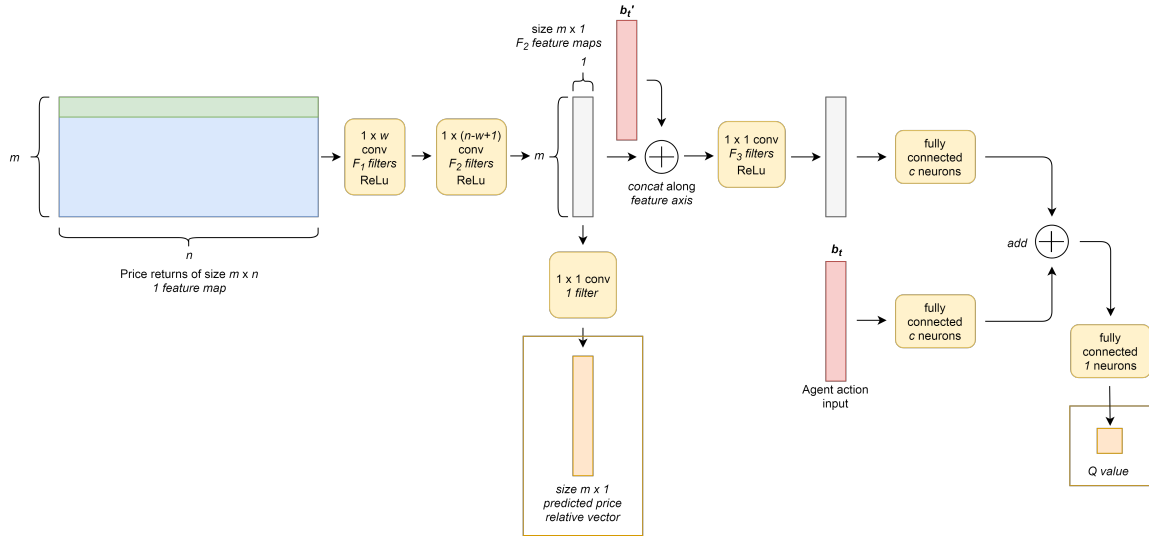 m
n
Price returns of size m x n
1 feature map
1 x w
conv
F₁ filters
ReLu
1 x (n-w+1)
conv
F₂ filters
ReLu
size m x 1
F₂ feature maps
1
m
bₜ'
concat along
feature axis
1 x 1 conv
F₃ filters
ReLu
fully
connected
c neurons
1 x 1 conv
1 filter
size m x 1
predicted price
relative vector
bₜ
Agent action
input
fully
connected
c neurons
add
fully
connected
1 neurons
Q value